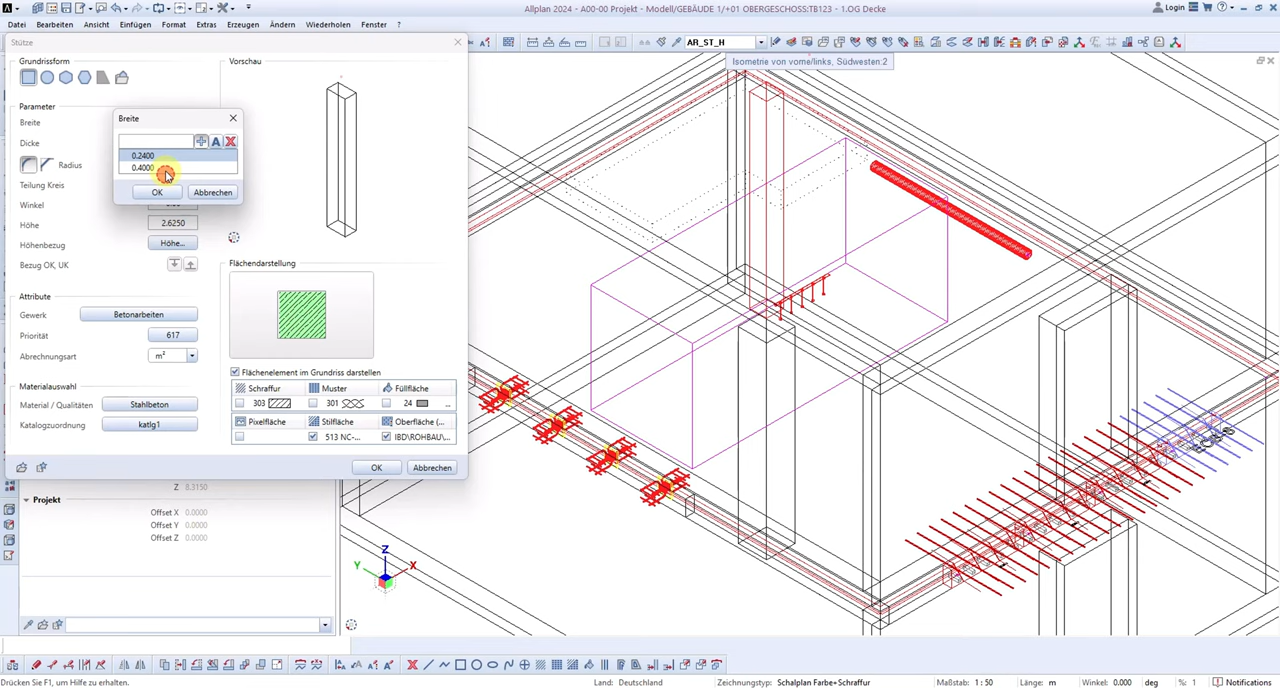 Allplan 2024 - A00-00 Projekt - Modell/GEBÄUDE 1/+01 OBERGESCHOSS:TB123 - 1.OG Decke
Login
Datei Bearbeiten Ansicht Einfügen Format Extras Erzeugen Ändern Wiederholen Fenster ?
Stütze
AR_ST_H
Isometrie von vorne/links, Südwesten:2
Grundrissform
Vorschau
Parameter
Breite
Breite
Dicke
0.2400
Radius
0.4000
Teilung Kreis
OK Abbrechen
Winkel
Höhe 2.6250
Höhenbezug Höhe...
Bezug OK, UK
Flächendarstellung
Attribute
Gewerk Betonarbeiten
Priorität 617
Abrechnungsart m²
Flächenelement im Grundriss darstellen
Materialauswahl
Schraffur Muster Füllfläche
Material / Qualitäten Stahlbeton
303 301 24 ...
Katalogzuordnung katlg1
Pixelfläche Stilfläche Oberfläche (...
513 NC-... IBD\ROHBAU\...
OK Abbrechen
Z 8.3150
Projekt
Offset X 0.0000
Offset Y 0.0000
Offset Z 0.0000
Z
Y X
Drücken Sie F1, um Hilfe zu erhalten.
Land: Deutschland
Zeichnungstyp: Schalplan Farbe+Schraffur
Maßstab: 1 : 50
Länge: m
Winkel: 0.000 deg
%: 1
Notifications